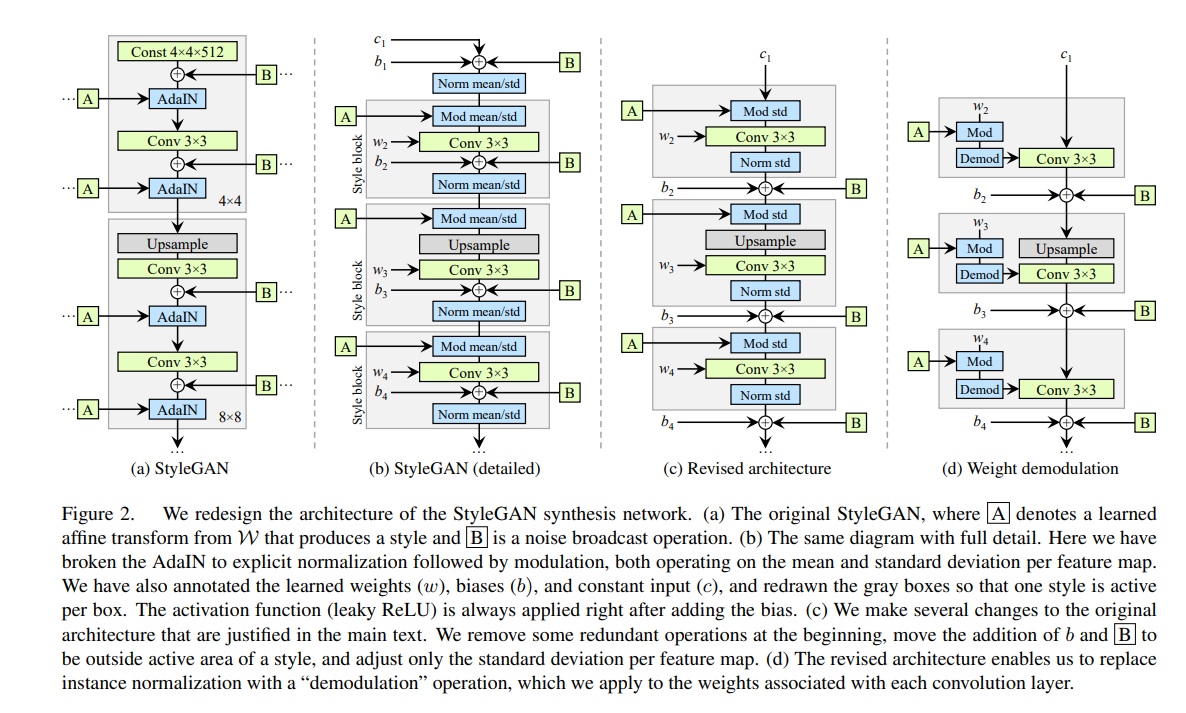 Const 4×4×512
B ···
··· A
AdaIN
Conv 3×3
B ···
··· A
AdaIN
4×4
Upsample
Conv 3×3
B ···
··· A
AdaIN
Conv 3×3
B ···
··· A
AdaIN
8×8
...
(a) StyleGAN
c1
b1
B
Norm mean/std
A
Mod mean/std
w2
Conv 3×3
b2
B
Norm mean/std
Style block
A
Mod mean/std
Upsample
w3
Conv 3×3
b3
B
Norm mean/std
Style block
A
Mod mean/std
w4
Conv 3×3
b4
B
Norm mean/std
Style block
...
(b) StyleGAN (detailed)
c1
A
Mod std
w2
Conv 3×3
Norm std
b2
B
A
Mod std
Upsample
w3
Conv 3×3
Norm std
b3
B
A
Mod std
w4
Conv 3×3
Norm std
b4
B
...
(c) Revised architecture
c1
w2
A
Mod
Demod
Conv 3×3
b2
B
w3
A
Mod
Upsample
Demod
Conv 3×3
b3
B
w4
A
Mod
Demod
Conv 3×3
b4
B
...
(d) Weight demodulation
Figure 2. We redesign the architecture of the StyleGAN synthesis network. (a) The original StyleGAN, where A denotes a learned
affine transform from W that produces a style and B is a noise broadcast operation. (b) The same diagram with full detail. Here we have
broken the AdaIN to explicit normalization followed by modulation, both operating on the mean and standard deviation per feature map.
We have also annotated the learned weights (w), biases (b), and constant input (c), and redrawn the gray boxes so that one style is active
per box. The activation function (leaky ReLU) is always applied right after adding the bias. (c) We make several changes to the original
architecture that are justified in the main text. We remove some redundant operations at the beginning, move the addition of b and B to
be outside active area of a style, and adjust only the standard deviation per feature map. (d) The revised architecture enables us to replace
instance normalization with a “demodulation” operation, which we apply to the weights associated with each convolution layer.